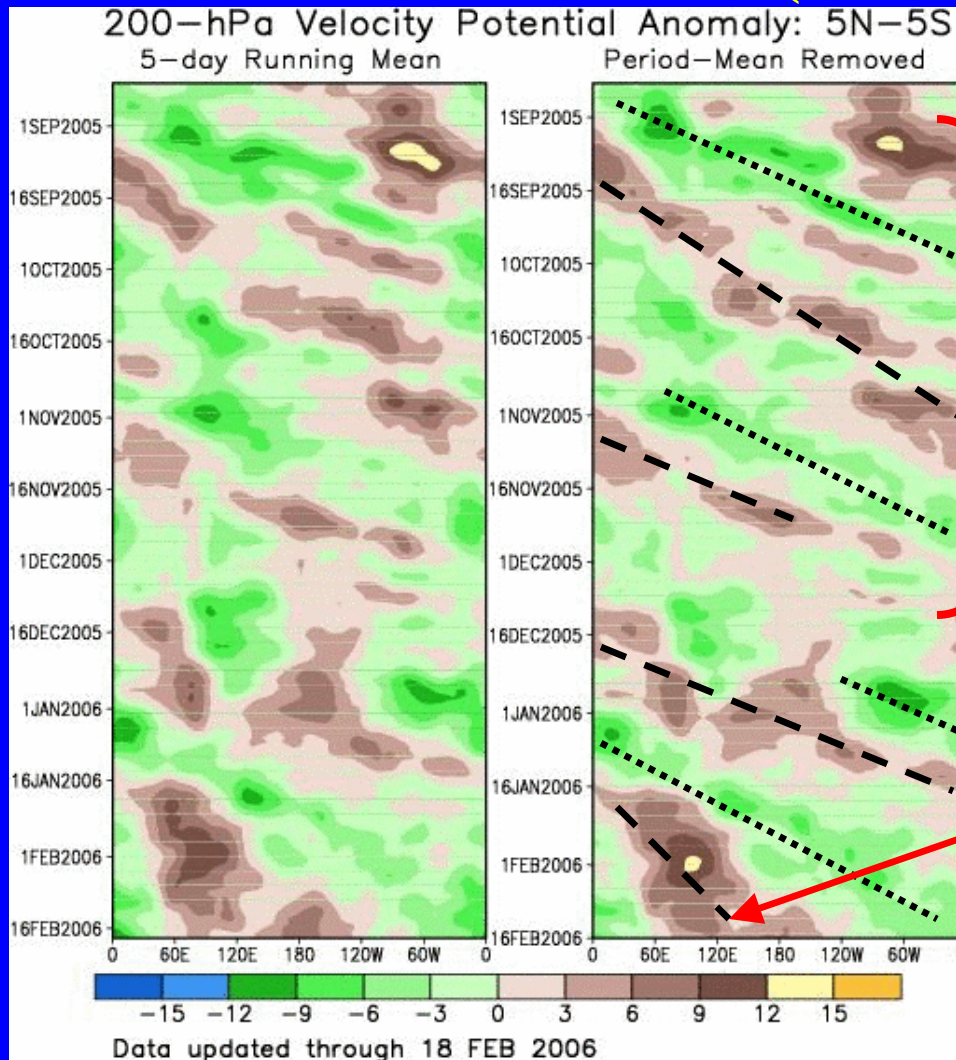 200-hPa Velocity Potential Anomaly: 5N-5S
5-day Running Mean
Period-Mean Removed
1SEP2005
16SEP2005
1OCT2005
16OCT2005
1NOV2005
16NOV2005
1DEC2005
16DEC2005
1JAN2006
16JAN2006
1FEB2006
16FEB2006
0 60E 120E 180 120W 60W 0
1SEP2005
16SEP2005
1OCT2005
16OCT2005
1NOV2005
16NOV2005
1DEC2005
16DEC2005
1JAN2006
16JAN2006
1FEB2006
16FEB2006
0 60E 120E 180 120W 60W
-15 -12 -9 -6 -3 0 3 6 9 12 15
Data updated through 18 FEB 2006